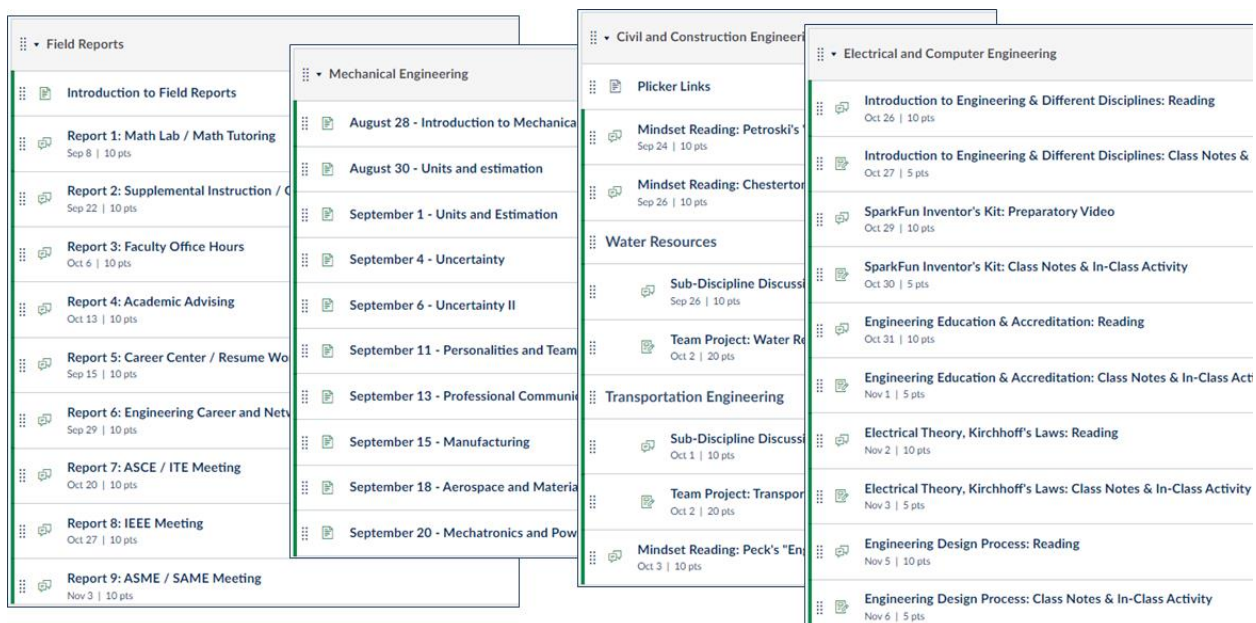 Field Reports
Introduction to Field Reports
Report 1: Math Lab / Math Tutoring
Sep 8 | 10 pts
Report 2: Supplemental Instruction /
Sep 22 | 10 pts
Report 3: Faculty Office Hours
Oct 6 | 10 pts
Report 4: Academic Advising
Oct 13 | 10 pts
Report 5: Career Center / Resume
Sep 15 | 10 pts
Report 6: Engineering Career and
Sep 29 | 10 pts
Report 7: ASCE / ITE Meeting
Oct 20 | 10 pts
Report 8: IEEE Meeting
Oct 27 | 10 pts
Report 9: ASME / SAME Meeting
Nov 3 | 10 pts
Mechanical Engineering
August 28 - Introduction to Mechanica
August 30 - Units and estimation
September 1 - Units and Estimation
September 4 - Uncertainty
September 6 - Uncertainty II
September 11 - Personalities and Team
September 13 - Professional Communi
September 15 - Manufacturing
September 18 - Aerospace and Materia
September 20 - Mechatronics and Pow
Civil and Construction Engineeri
Plicker Links
Mindset Reading: Petroski's
Sep 24 | 10 pts
Mindset Reading: Chesterton
Sep 26 | 10 pts
Water Resources
Sub-Discipline Discussi
Sep 26 | 10 pts
Team Project: Water Re
Oct 2 | 20 pts
Transportation Engineering
Sub-Discipline Discussi
Oct 1 | 10 pts
Team Project: Transpor
Oct 2 | 20 pts
Mindset Reading: Peck's "Eng
Oct 3 | 10 pts
Electrical and Computer Engineering
Introduction to Engineering & Different Disciplines: Reading
Oct 26 | 10 pts
Introduction to Engineering & Different Disciplines: Class Notes &
Oct 27 | 5 pts
SparkFun Inventor's Kit: Preparatory Video
Oct 29 | 10 pts
SparkFun Inventor's Kit: Class Notes & In-Class Activity
Oct 30 | 5 pts
Engineering Education & Accreditation: Reading
Oct 31 | 10 pts
Engineering Education & Accreditation: Class Notes & In-Class Acti
Nov 1 | 5 pts
Electrical Theory, Kirchhoff's Laws: Reading
Nov 2 | 10 pts
Electrical Theory, Kirchhoff's Laws: Class Notes & In-Class Activity
Nov 3 | 5 pts
Engineering Design Process: Reading
Nov 5 | 10 pts
Engineering Design Process: Class Notes & In-Class Activity
Nov 6 | 5 pts